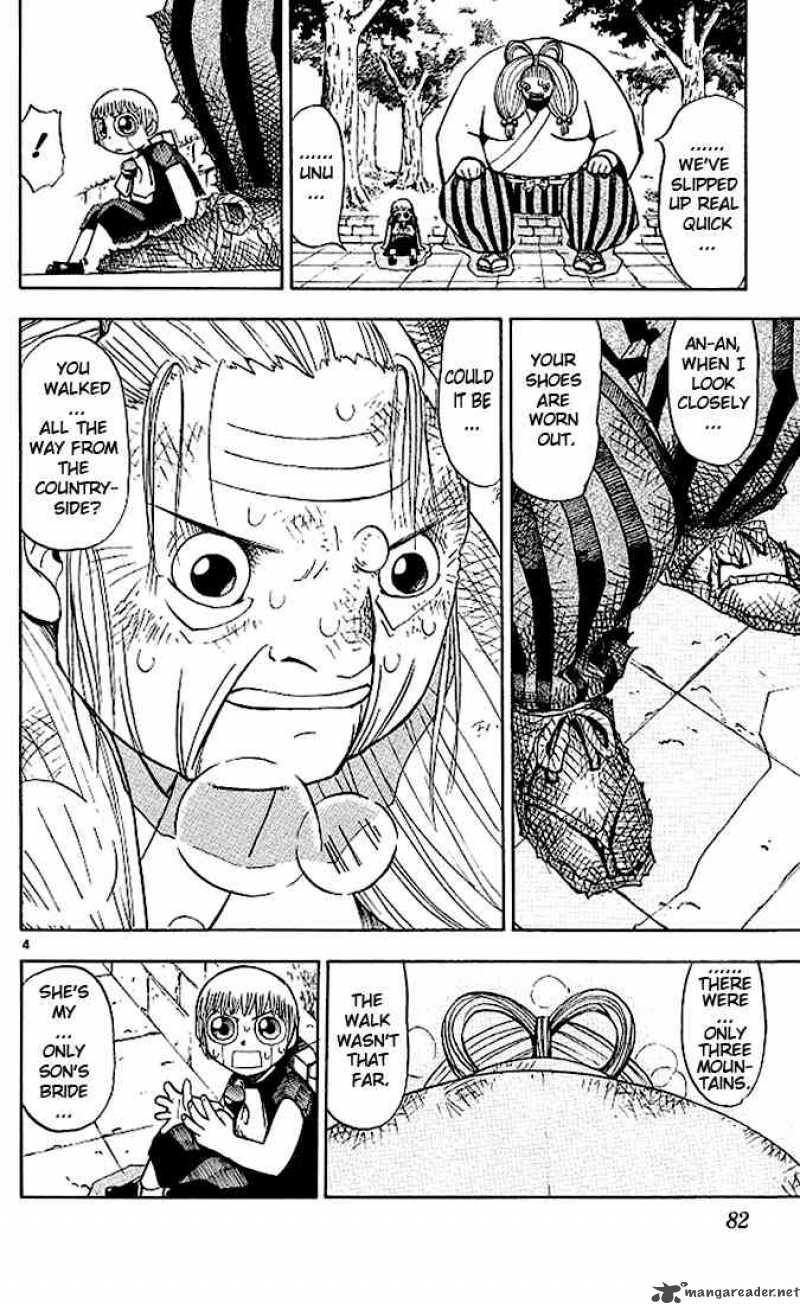 ......
WE'VE
SLIPPED
UP REAL
QUICK
...
......
UNU
...
!
AN-AN,
WHEN I
LOOK
CLOSELY
...
YOUR
SHOES
ARE
WORN
OUT.
COULD
IT BE
...
YOU
WALKED
...
ALL THE
WAY FROM
THE
COUNTRY-
SIDE?
4
......
THERE
WERE
...
ONLY
THREE
MOUN-
TAINS.
THE
WALK
WASN'T
THAT
FAR.
SHE'S
MY
...
ONLY
SON'S
BRIDE
...
82
mangareader.net